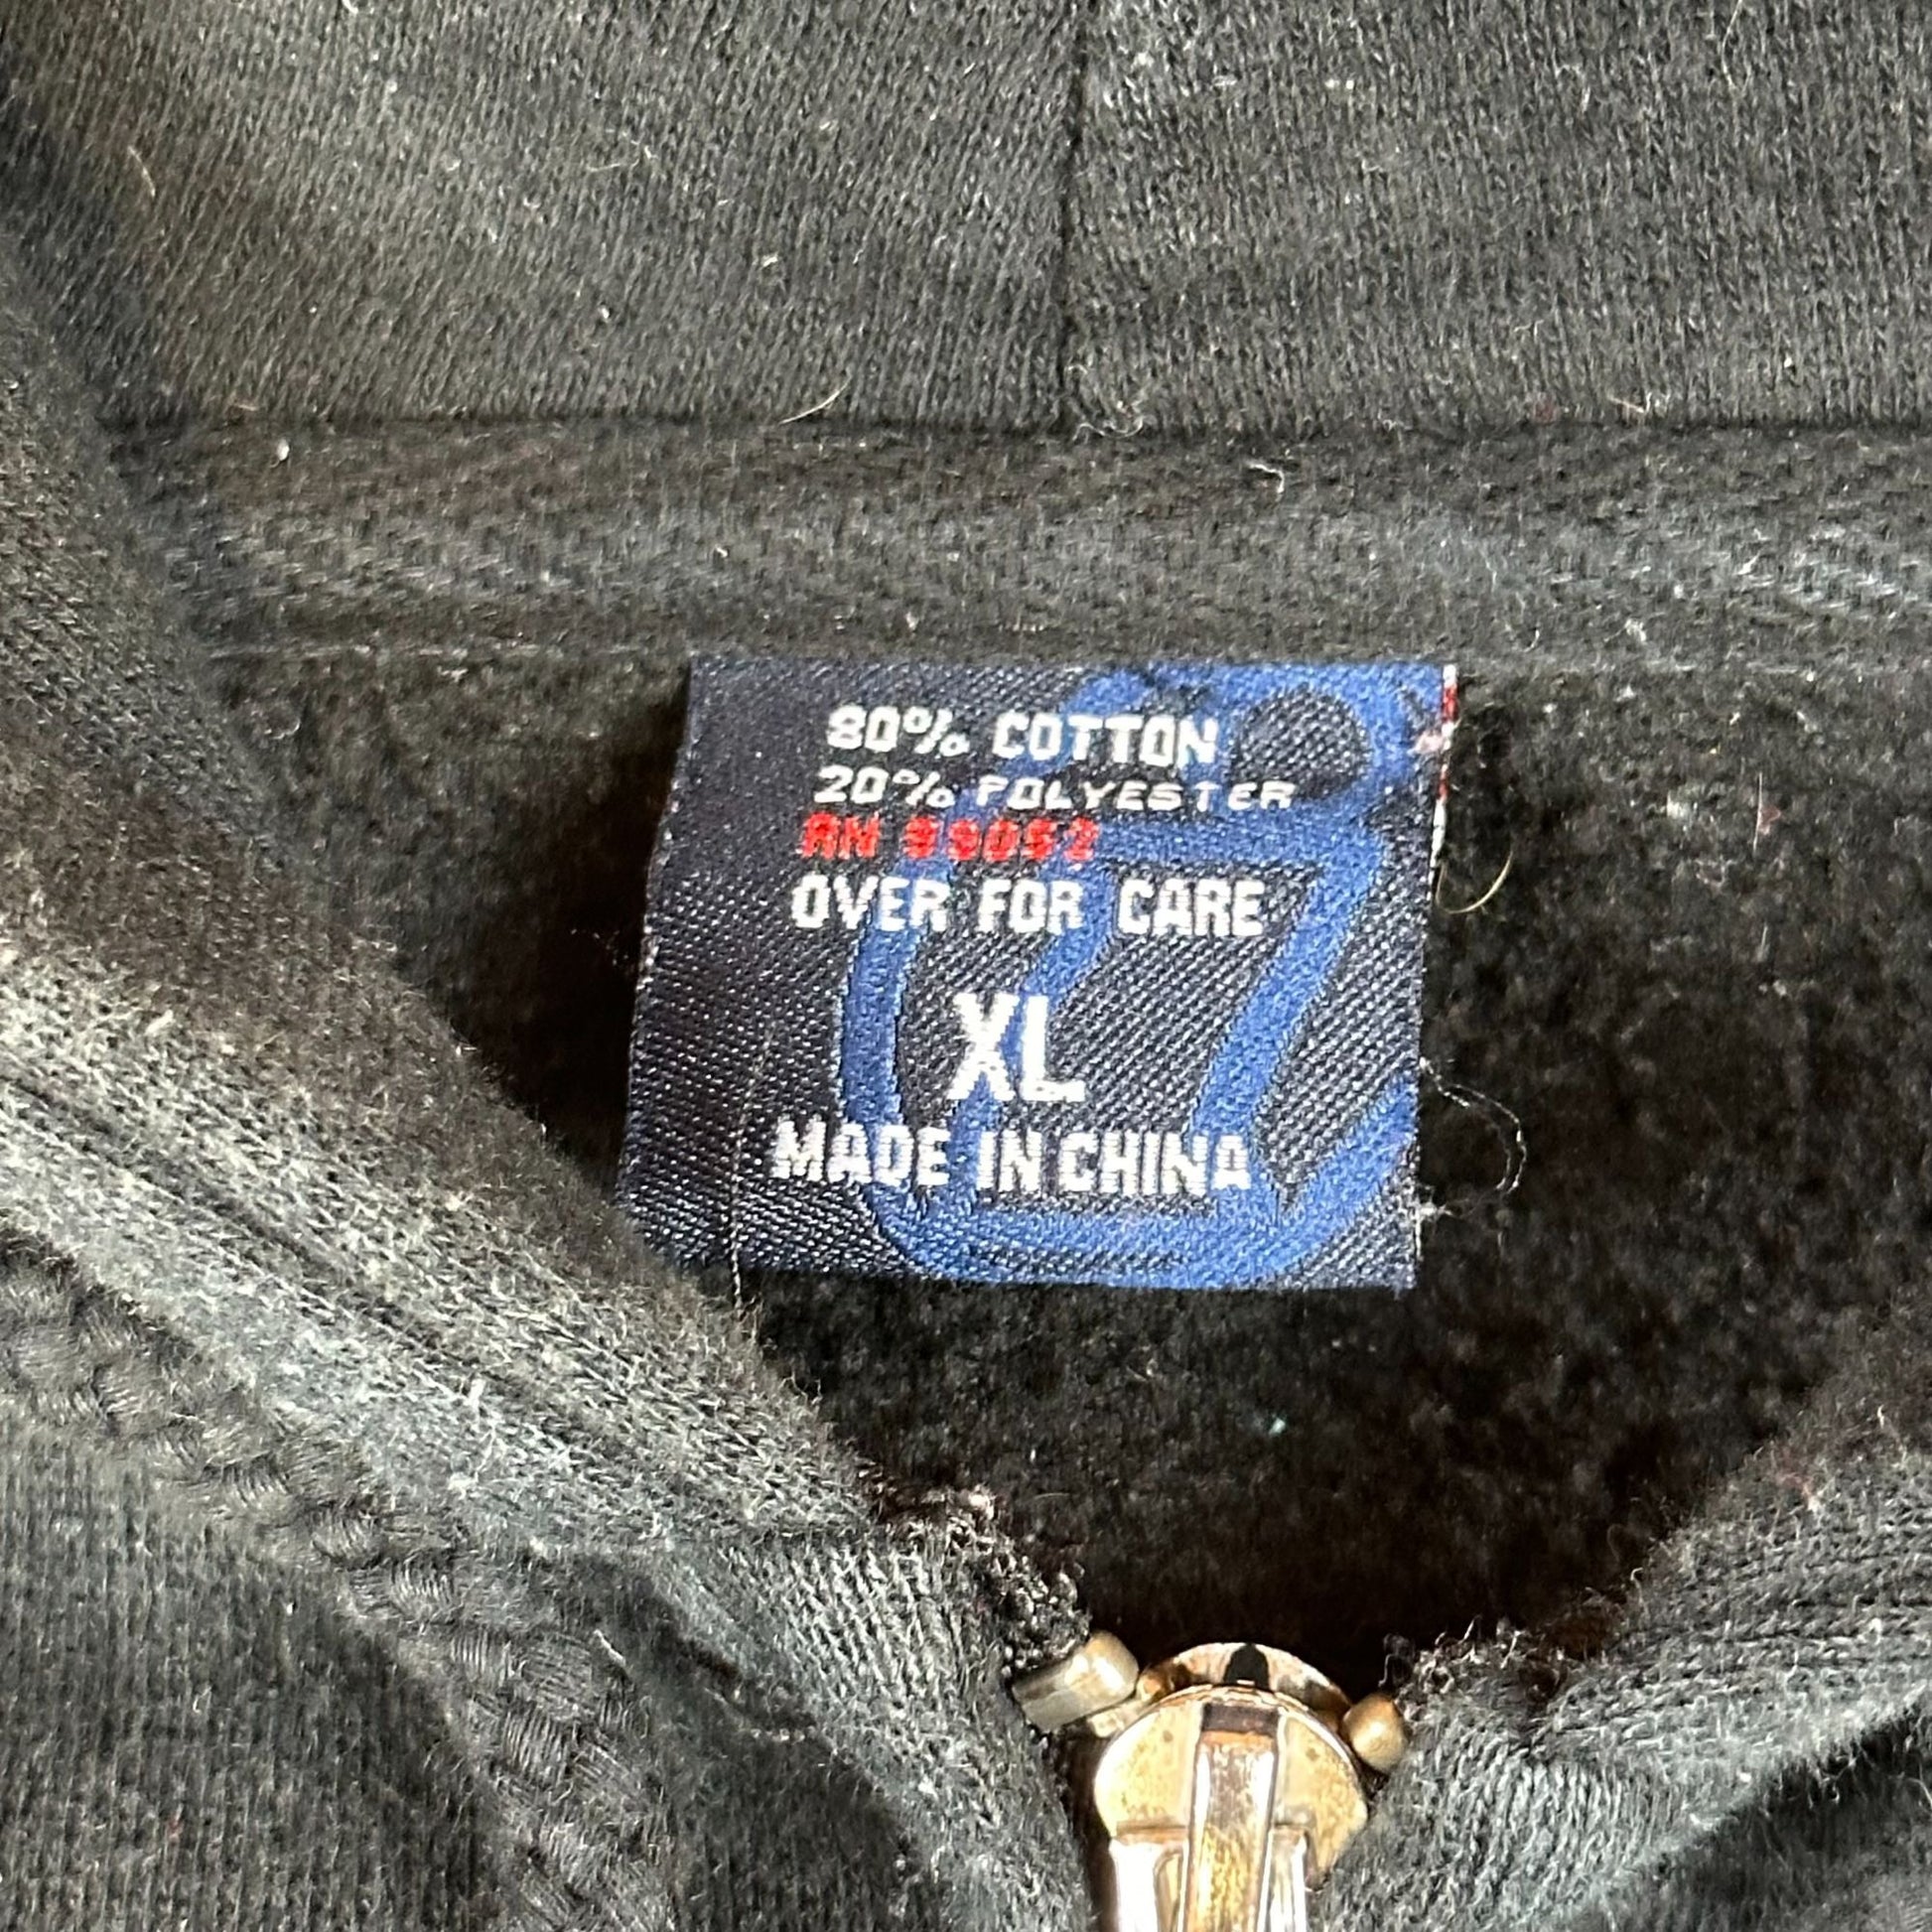 80% COTTON
20% POLYESTER
RN 99052
OVER FOR CARE
XL
MADE IN CHINA